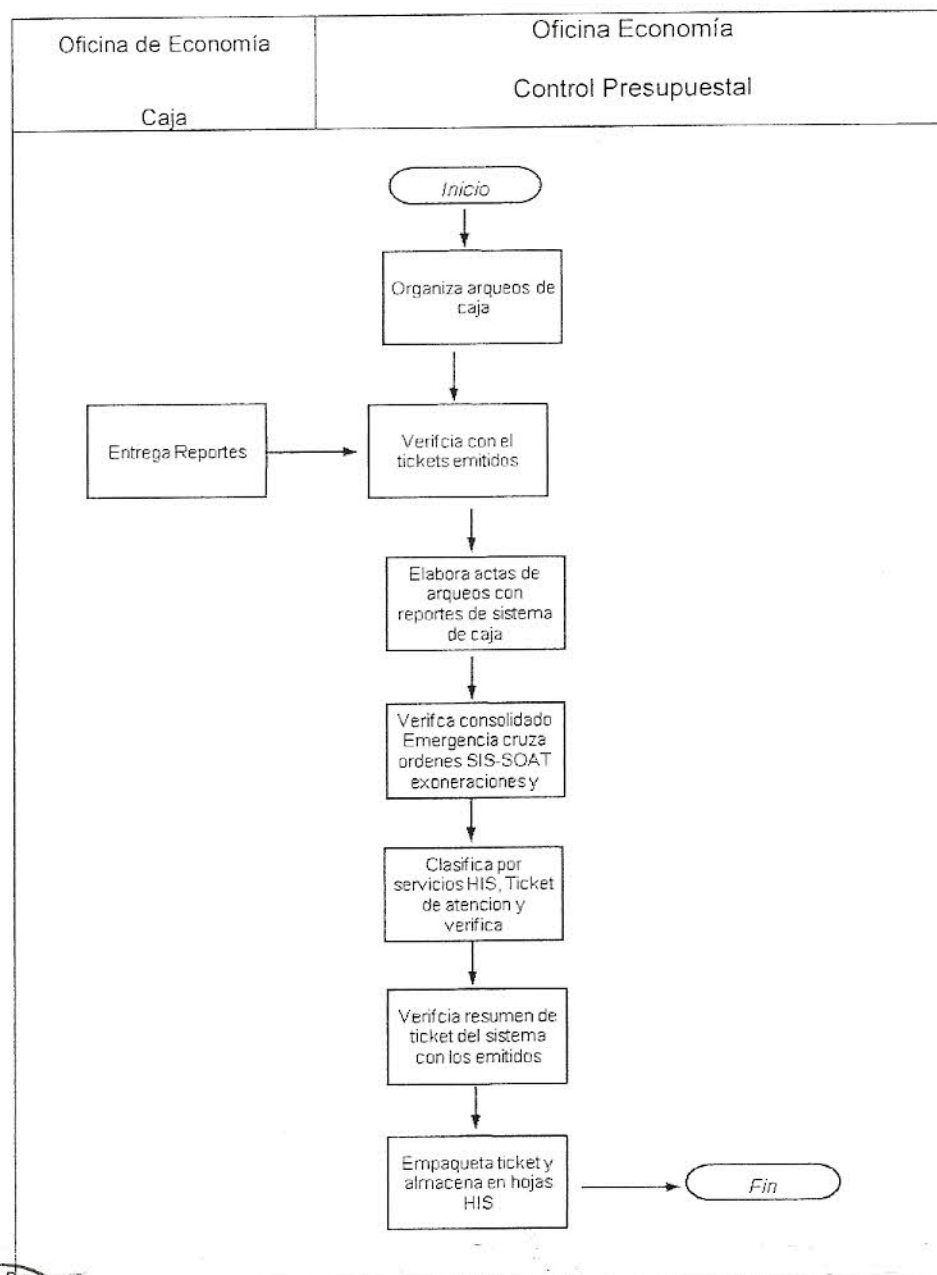 Oficina de Economía
Caja
Oficina Economía
Control Presupuestal
Inicio
Organiza arqueos de
caja
Entrega Reportes
Verifcia con el
tickets emitidos
Elabora actas de
arqueos con
reportes de sistema
de caja
Verifca consolidado
Emergencia cruza
ordenes SIS-SOAT
exoneraciones y
Clasifica por
servicios HIS, Ticket
de atencion y
verifica
Verifcia resumen de
ticket del sistema
con los emitidos
Empaqueta ticket y
almacena en hojas
HIS
Fin